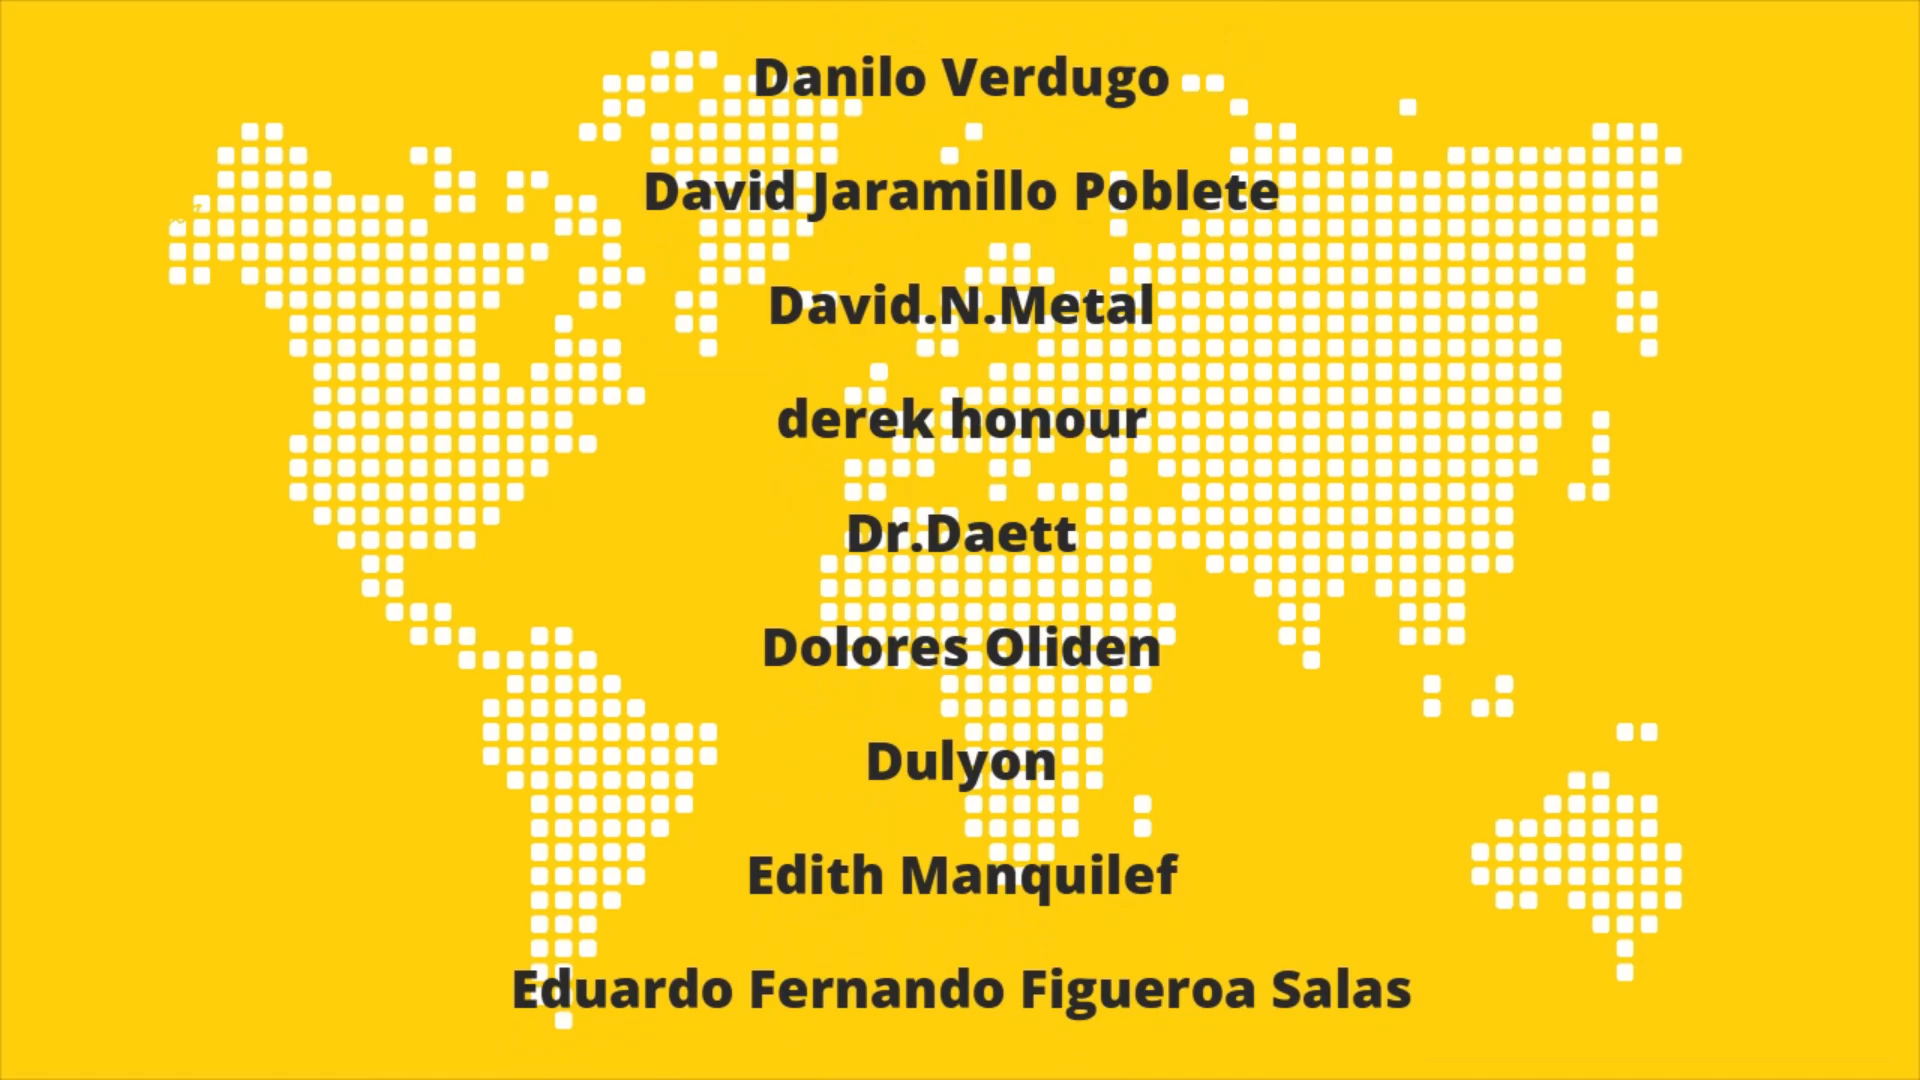 Danilo Verdugo
David Jaramillo Poblete
David.N.Metal
derek honour
Dr.Daett
Dolores Oliden
Dulyon
Edith Manquilef
Eduardo Fernando Figueroa Salas